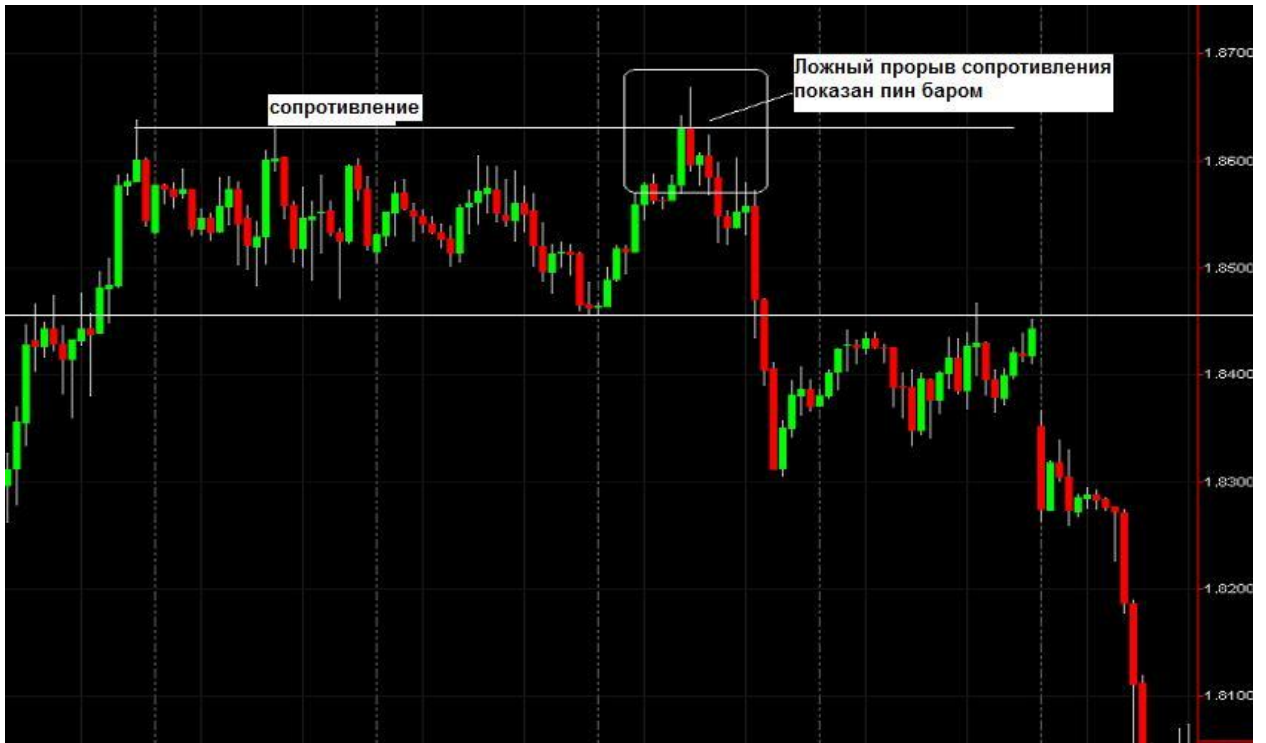 1.8700
Ложный прорыв сопротивления
показан пин баром
сопротивление
1.8600
1.8500
1.8400
1.8300
1.8200
1.8100